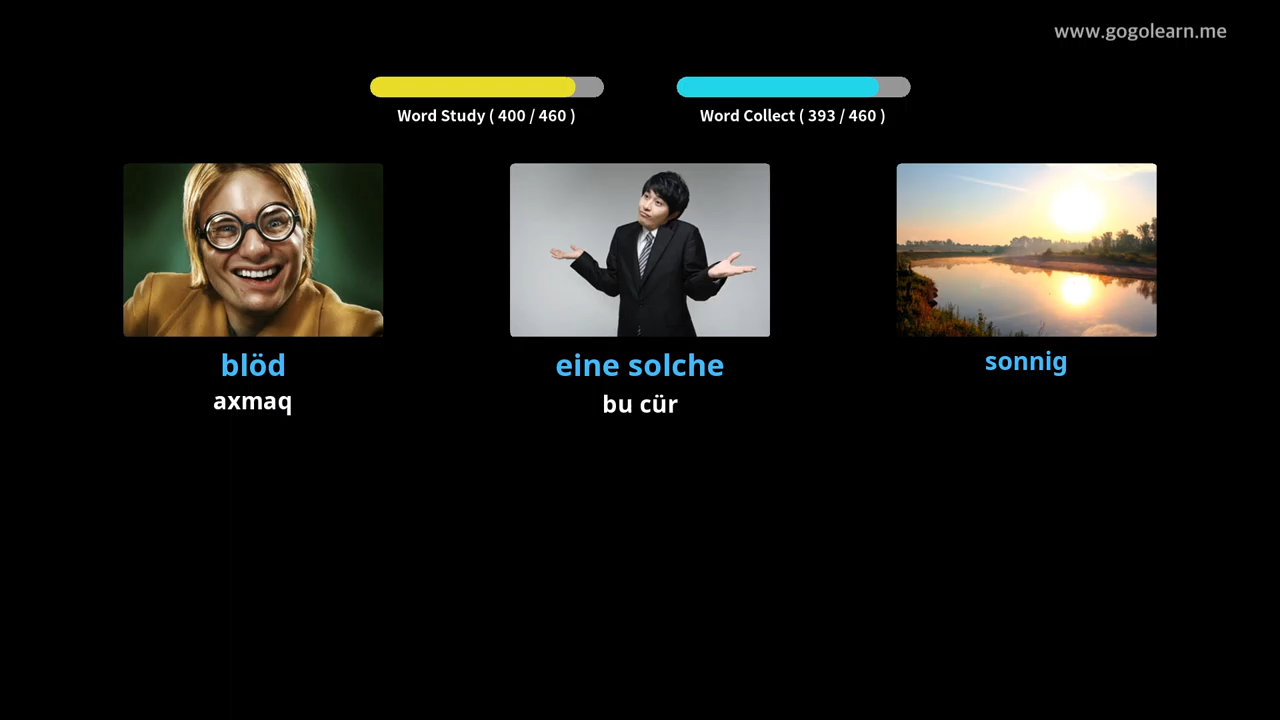 www.gogolearn.me
Word Study ( 400 / 460 )
Word Collect ( 393 / 460 )
blöd
axmaq
eine solche
bu cür
sonnig